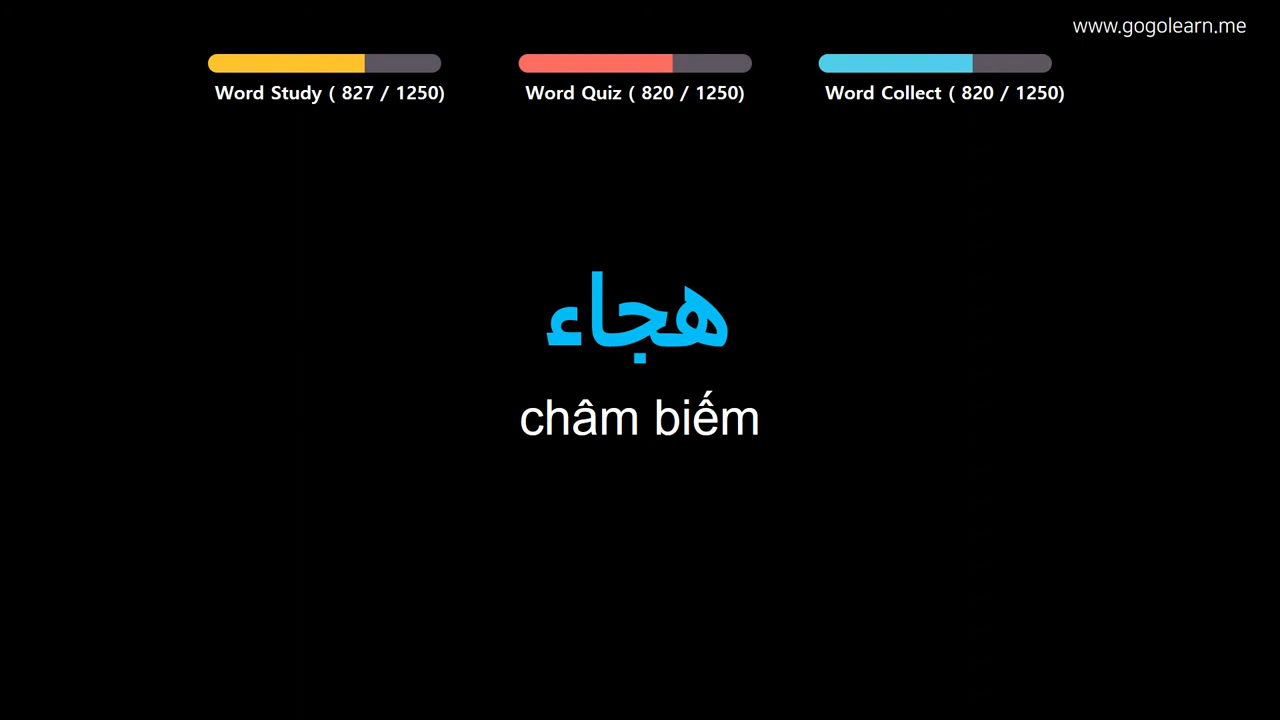 www.gogolearn.me
Word Study ( 827 / 1250) Word Quiz ( 820 / 1250) Word Collect ( 820 / 1250)
هجاء
châm biếm